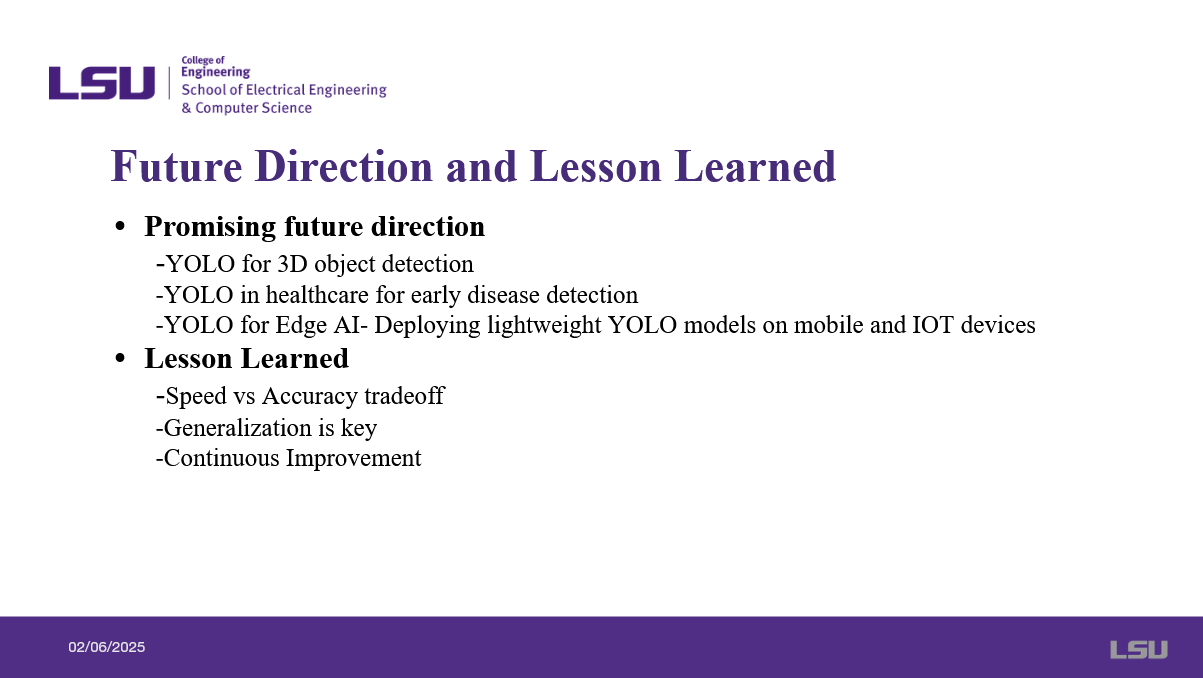 LSU
College of
Engineering
School of Electrical Engineering
& Computer Science
Future Direction and Lesson Learned
• Promising future direction
-YOLO for 3D object detection
-YOLO in healthcare for early disease detection
-YOLO for Edge AI- Deploying lightweight YOLO models on mobile and IOT devices
• Lesson Learned
-Speed vs Accuracy tradeoff
-Generalization is key
-Continuous Improvement
02/06/2025
LSU